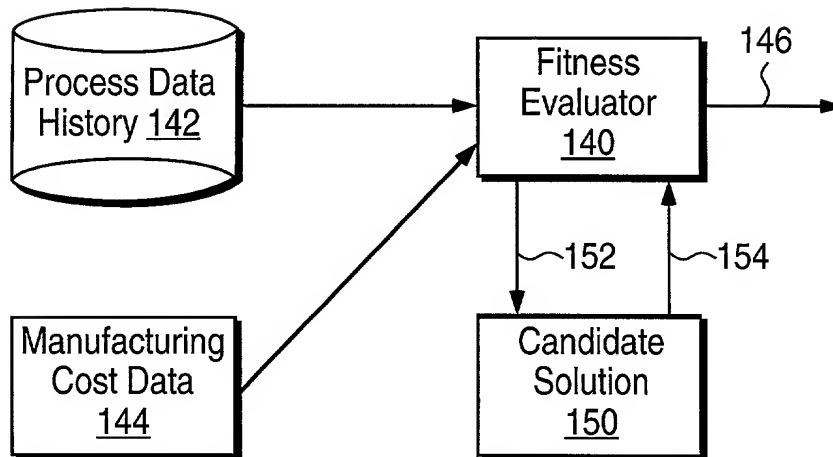 Process Data
History 142
Fitness
Evaluator
140
146
152
154
Manufacturing
Cost Data
144
Candidate
Solution
150